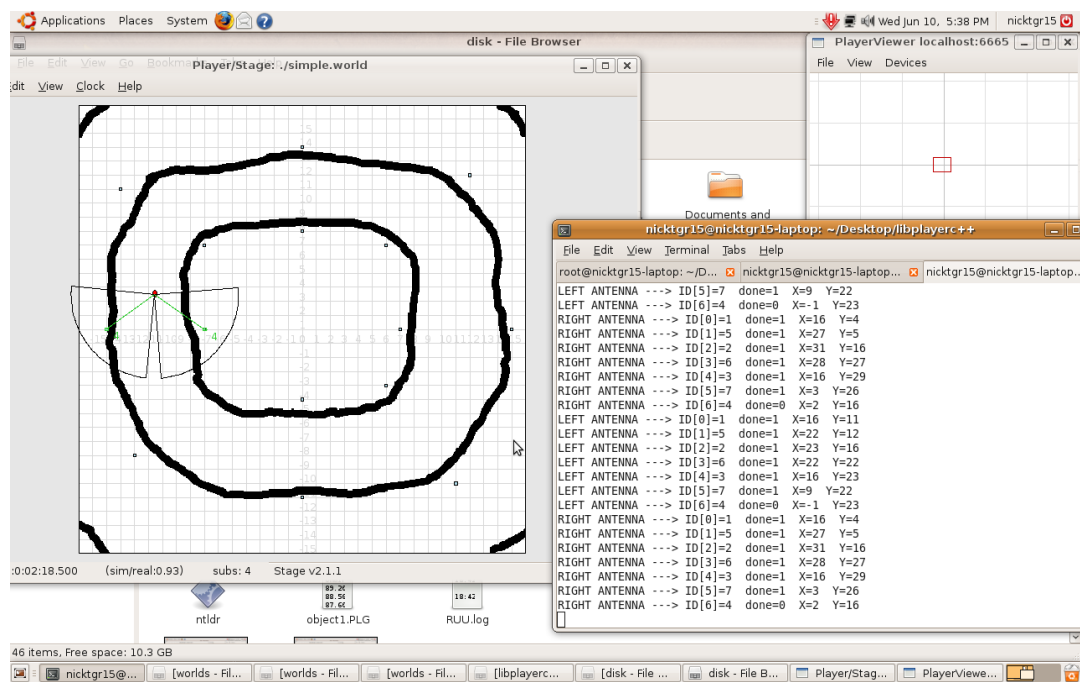 Applications Places System
Wed Jun 10, 5:38 PM nicktgr15
disk - File Browser
File Edit View Go
Player/Stage: ./simple.world
dit View Clock Help
PlayerViewer localhost:6665
File View Devices
Documents and
:0:02:18.500 (sim/real:0.93) subs: 4 Stage v2.1.1
nicktgr15@nicktgr15-laptop: ~/Desktop/libplayerc++
File Edit View Terminal Tabs Help
root@nicktgr15-laptop: ~/D... nicktgr15@nicktgr15-laptop... nicktgr15@nicktgr15-laptop...
LEFT ANTENNA ---> ID[5]=7 done=1 X=9 Y=22
LEFT ANTENNA ---> ID[6]=4 done=0 X=-1 Y=23
RIGHT ANTENNA ---> ID[0]=1 done=1 X=16 Y=4
RIGHT ANTENNA ---> ID[1]=5 done=1 X=27 Y=5
RIGHT ANTENNA ---> ID[2]=2 done=1 X=31 Y=16
RIGHT ANTENNA ---> ID[3]=6 done=1 X=28 Y=27
RIGHT ANTENNA ---> ID[4]=3 done=1 X=16 Y=29
RIGHT ANTENNA ---> ID[5]=7 done=1 X=3 Y=26
RIGHT ANTENNA ---> ID[6]=4 done=0 X=2 Y=16
LEFT ANTENNA ---> ID[0]=1 done=1 X=16 Y=11
LEFT ANTENNA ---> ID[1]=5 done=1 X=22 Y=12
LEFT ANTENNA ---> ID[2]=2 done=1 X=23 Y=16
LEFT ANTENNA ---> ID[3]=6 done=1 X=22 Y=22
LEFT ANTENNA ---> ID[4]=3 done=1 X=16 Y=23
LEFT ANTENNA ---> ID[5]=7 done=1 X=9 Y=22
LEFT ANTENNA ---> ID[6]=4 done=0 X=-1 Y=23
RIGHT ANTENNA ---> ID[0]=1 done=1 X=16 Y=4
RIGHT ANTENNA ---> ID[1]=5 done=1 X=27 Y=5
RIGHT ANTENNA ---> ID[2]=2 done=1 X=31 Y=16
RIGHT ANTENNA ---> ID[3]=6 done=1 X=28 Y=27
RIGHT ANTENNA ---> ID[4]=3 done=1 X=16 Y=29
RIGHT ANTENNA ---> ID[5]=7 done=1 X=3 Y=26
RIGHT ANTENNA ---> ID[6]=4 done=0 X=2 Y=16
ntldr object1.PLG RUU.log
46 items, Free space: 10.3 GB
nicktgr15@... [worlds - Fil... [worlds - Fil... [worlds - Fil... [libplayerc... [disk - File ... disk - File B... Player/Stag... PlayerViewe...